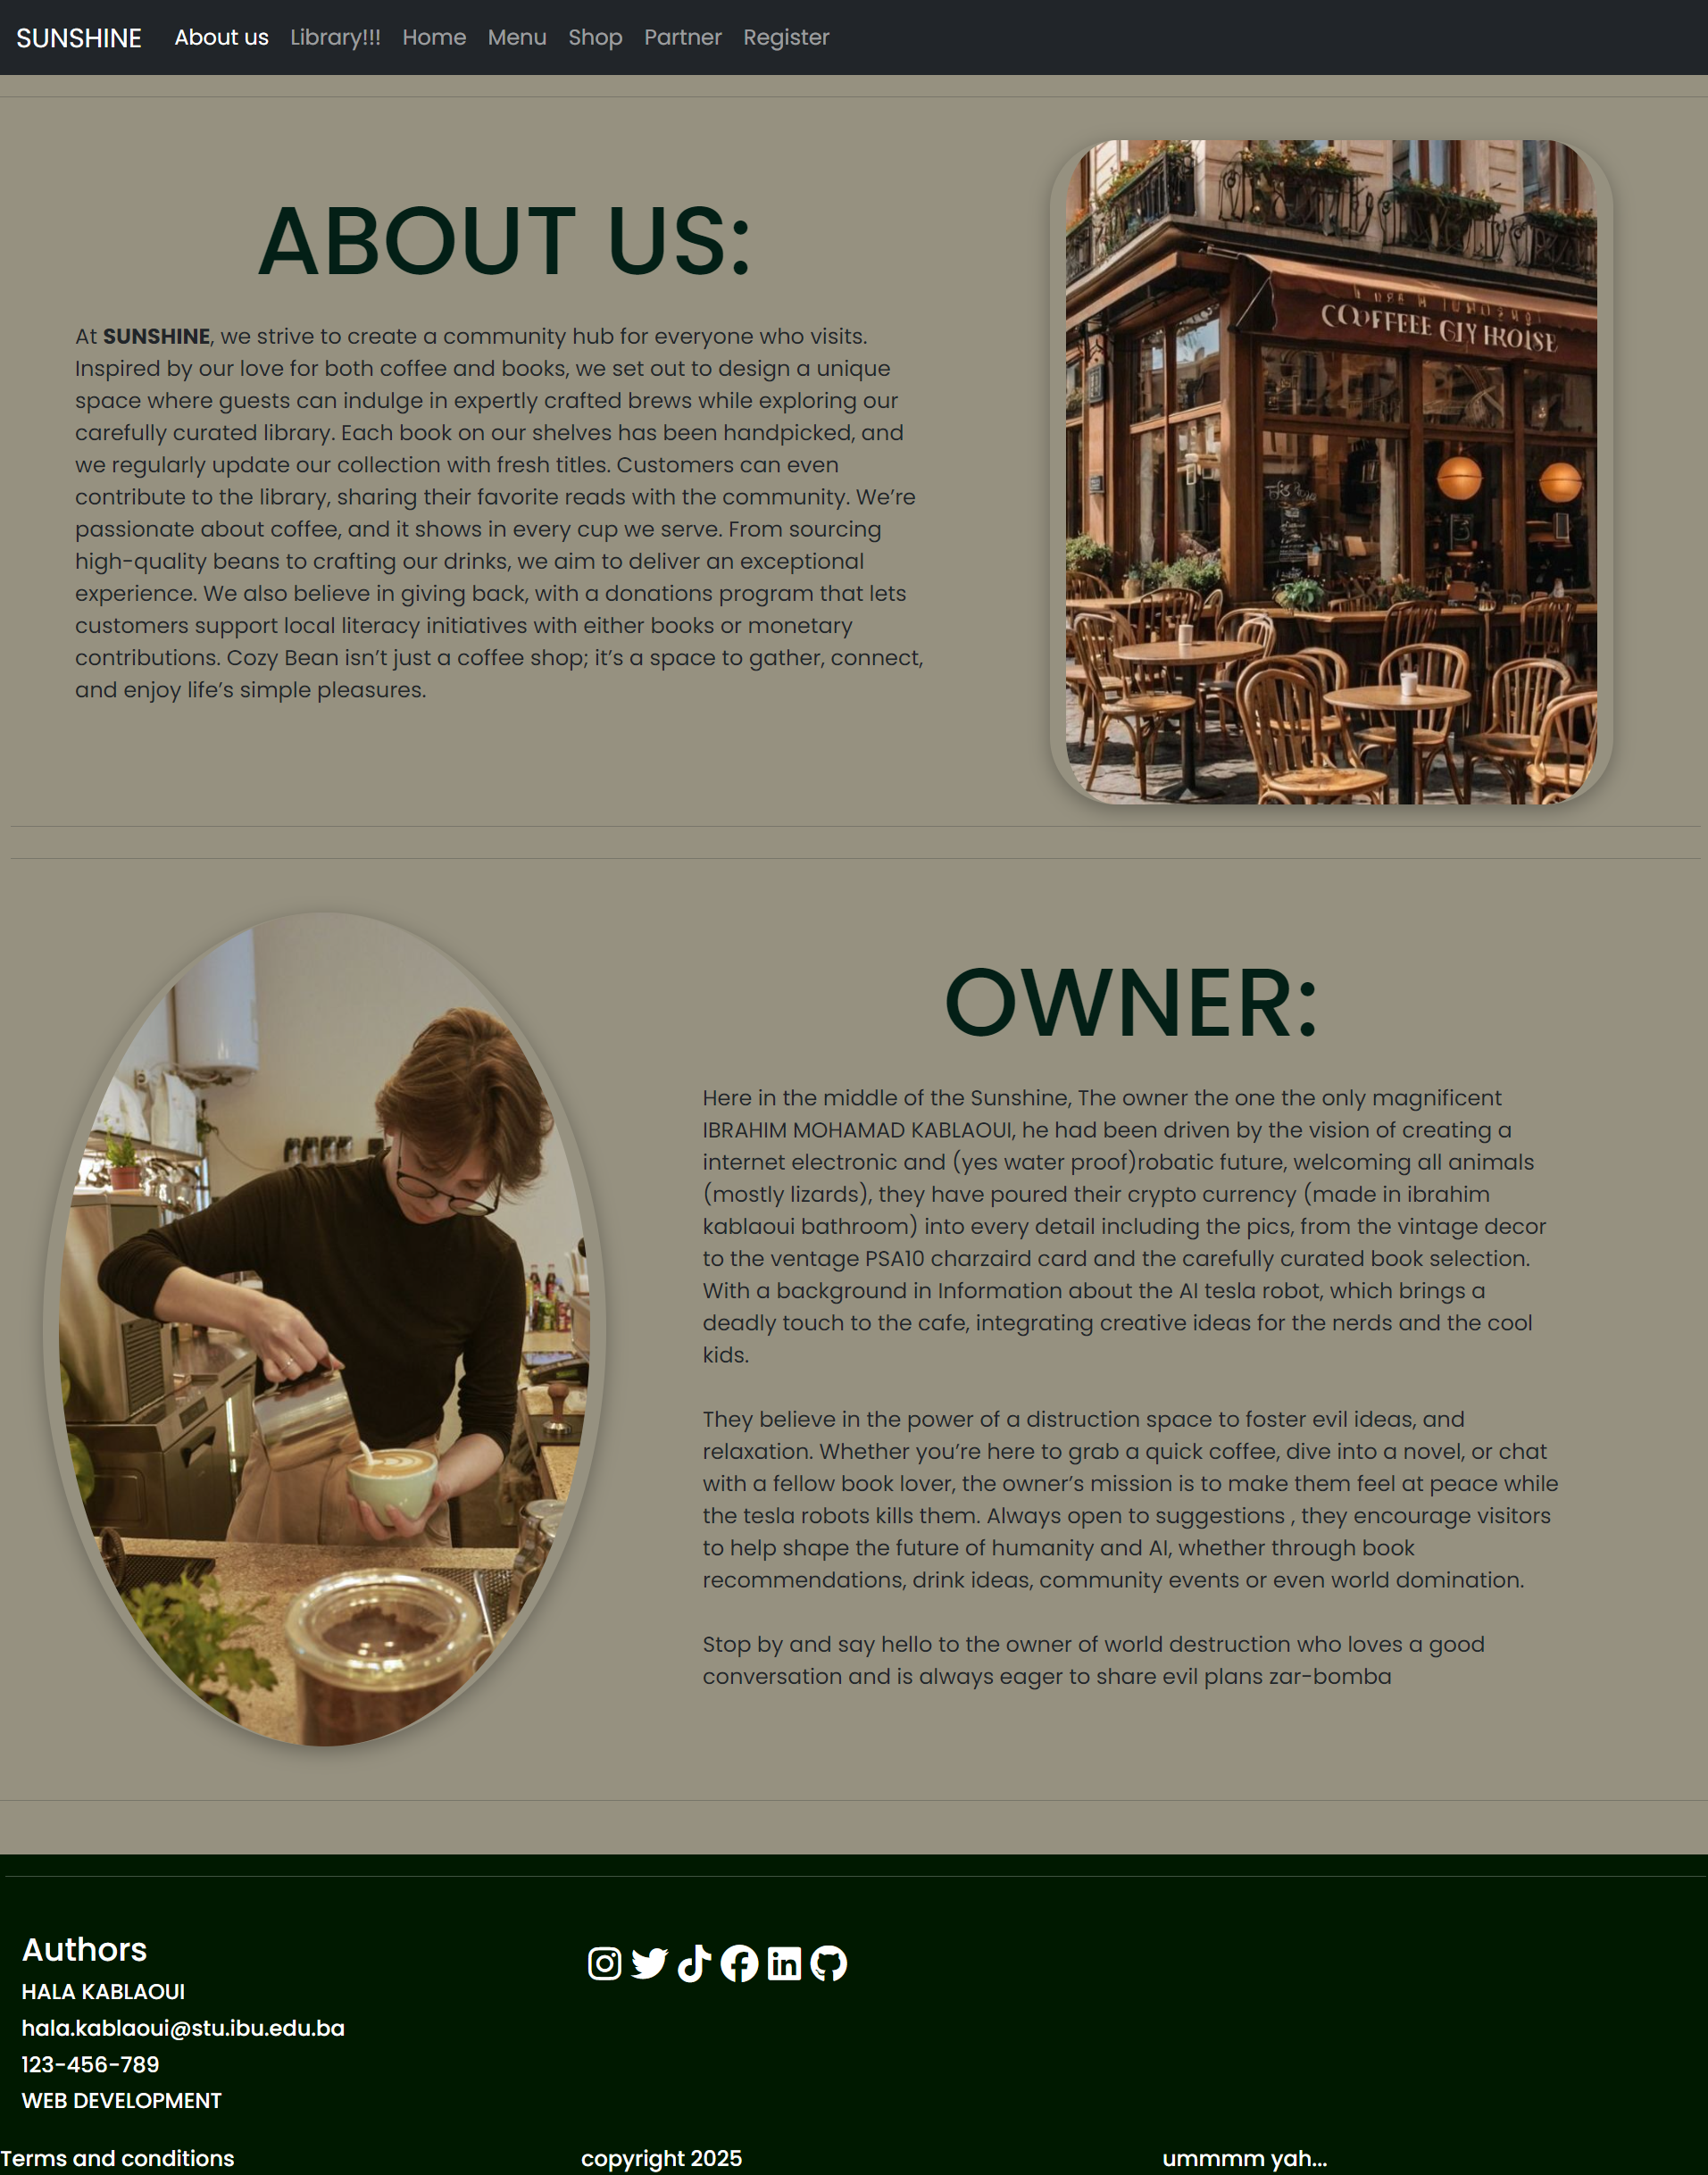 SUNSHINE About us Library!!! Home Menu Shop Partner Register
ABOUT US:
At SUNSHINE, we strive to create a community hub for everyone who visits.
Inspired by our love for both coffee and books, we set out to design a unique
space where guests can indulge in expertly crafted brews while exploring our
carefully curated library. Each book on our shelves has been handpicked, and
we regularly update our collection with fresh titles. Customers can even
contribute to the library, sharing their favorite reads with the community. We’re
passionate about coffee, and it shows in every cup we serve. From sourcing
high-quality beans to crafting our drinks, we aim to deliver an exceptional
experience. We also believe in giving back, with a donations program that lets
customers support local literacy initiatives with either books or monetary
contributions. Cozy Bean isn’t just a coffee shop; it’s a space to gather, connect,
and enjoy life’s simple pleasures.
OWNER:
Here in the middle of the Sunshine, The owner the one the only magnificent
IBRAHIM MOHAMAD KABLAOUI, he had been driven by the vision of creating a
internet electronic and (yes water proof)robatic future, welcoming all animals
(mostly lizards), they have poured their crypto currency (made in ibrahim
kablaoui bathroom) into every detail including the pics, from the vintage decor
to the ventage PSA10 charzaird card and the carefully curated book selection.
With a background in Information about the AI tesla robot, which brings a
deadly touch to the cafe, integrating creative ideas for the nerds and the cool
kids.
They believe in the power of a distruction space to foster evil ideas, and
relaxation. Whether you’re here to grab a quick coffee, dive into a novel, or chat
with a fellow book lover, the owner’s mission is to make them feel at peace while
the tesla robots kills them. Always open to suggestions , they encourage visitors
to help shape the future of humanity and AI, whether through book
recommendations, drink ideas, community events or even world domination.
Stop by and say hello to the owner of world destruction who loves a good
conversation and is always eager to share evil plans zar-bomba
Authors
HALA KABLAOUI
hala.kablaoui@stu.ibu.edu.ba
123-456-789
WEB DEVELOPMENT
Terms and conditions copyright 2025 ummmm yah...